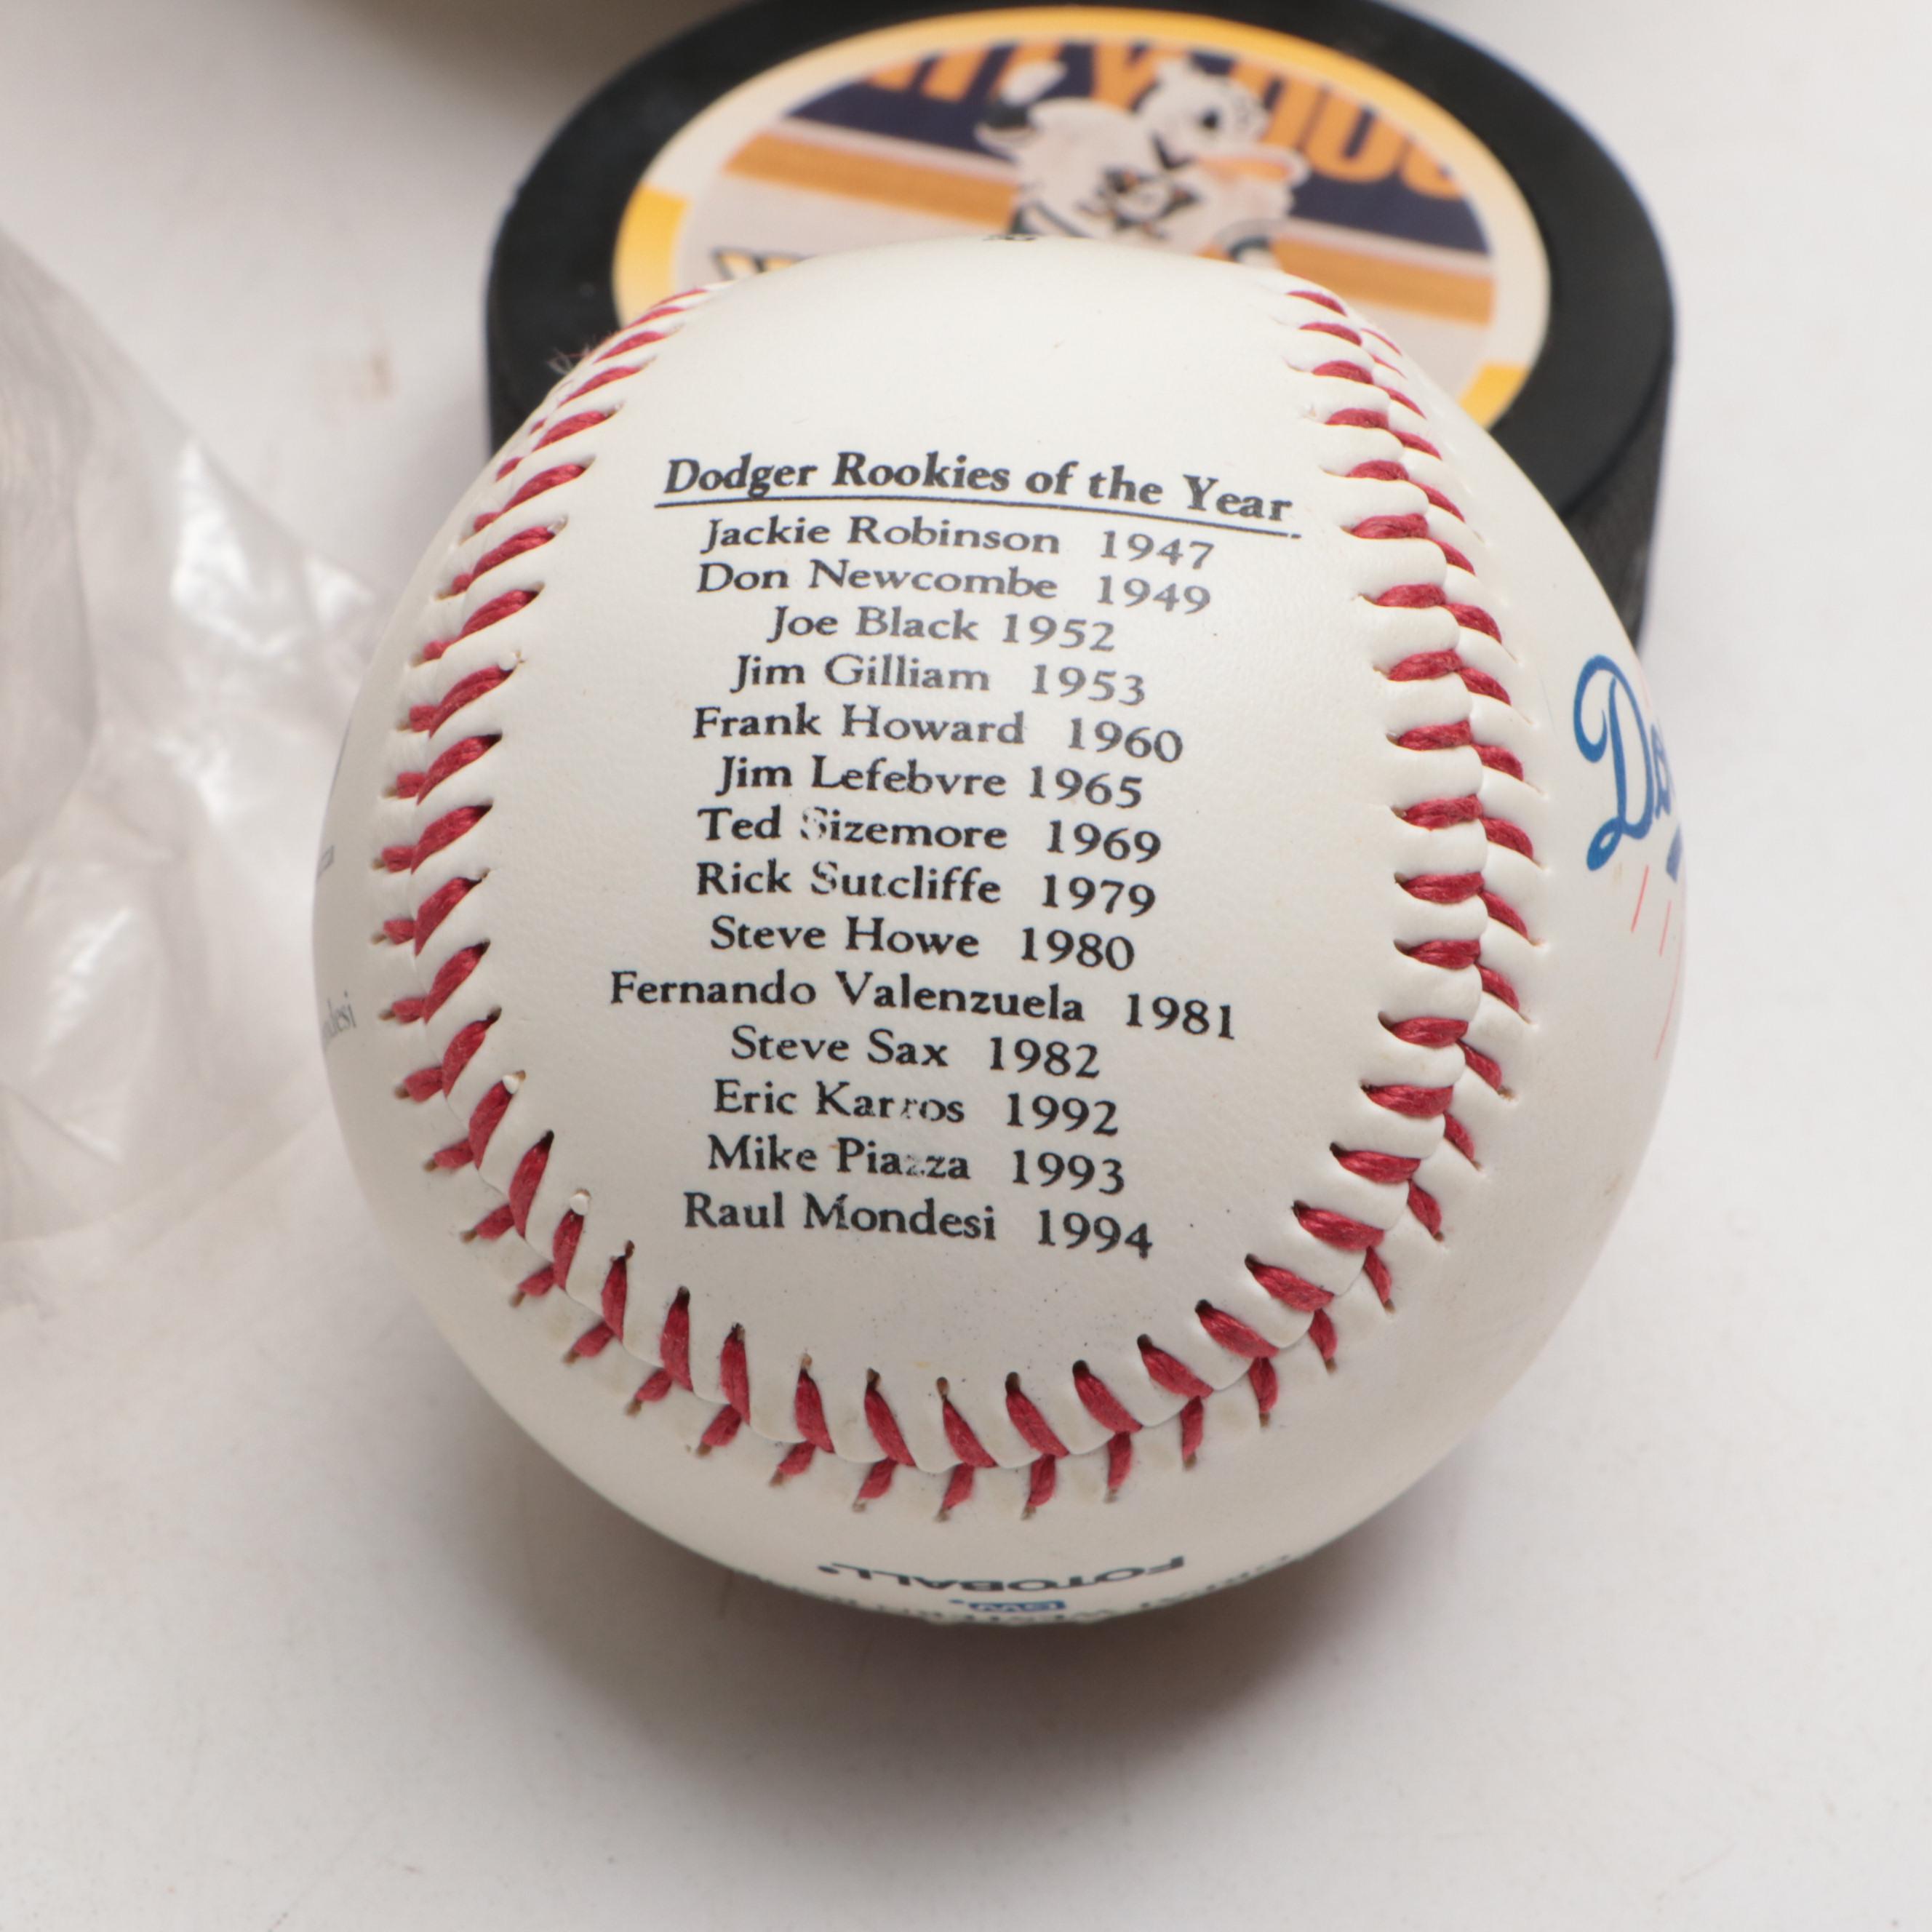 Dodger Rookies of the Year
Jackie Robinson 1947
Don Newcombe 1949
Joe Black 1952
Jim Gilliam 1953
Frank Howard 1960
Jim Lefebvre 1965
Ted Sizemore 1969
Rick Sutcliffe 1979
Steve Howe 1980
Fernando Valenzuela 1981
Steve Sax 1982
Eric Karros 1992
Mike Piazza 1993
Raul Mondesi 1994
FOTOBALL